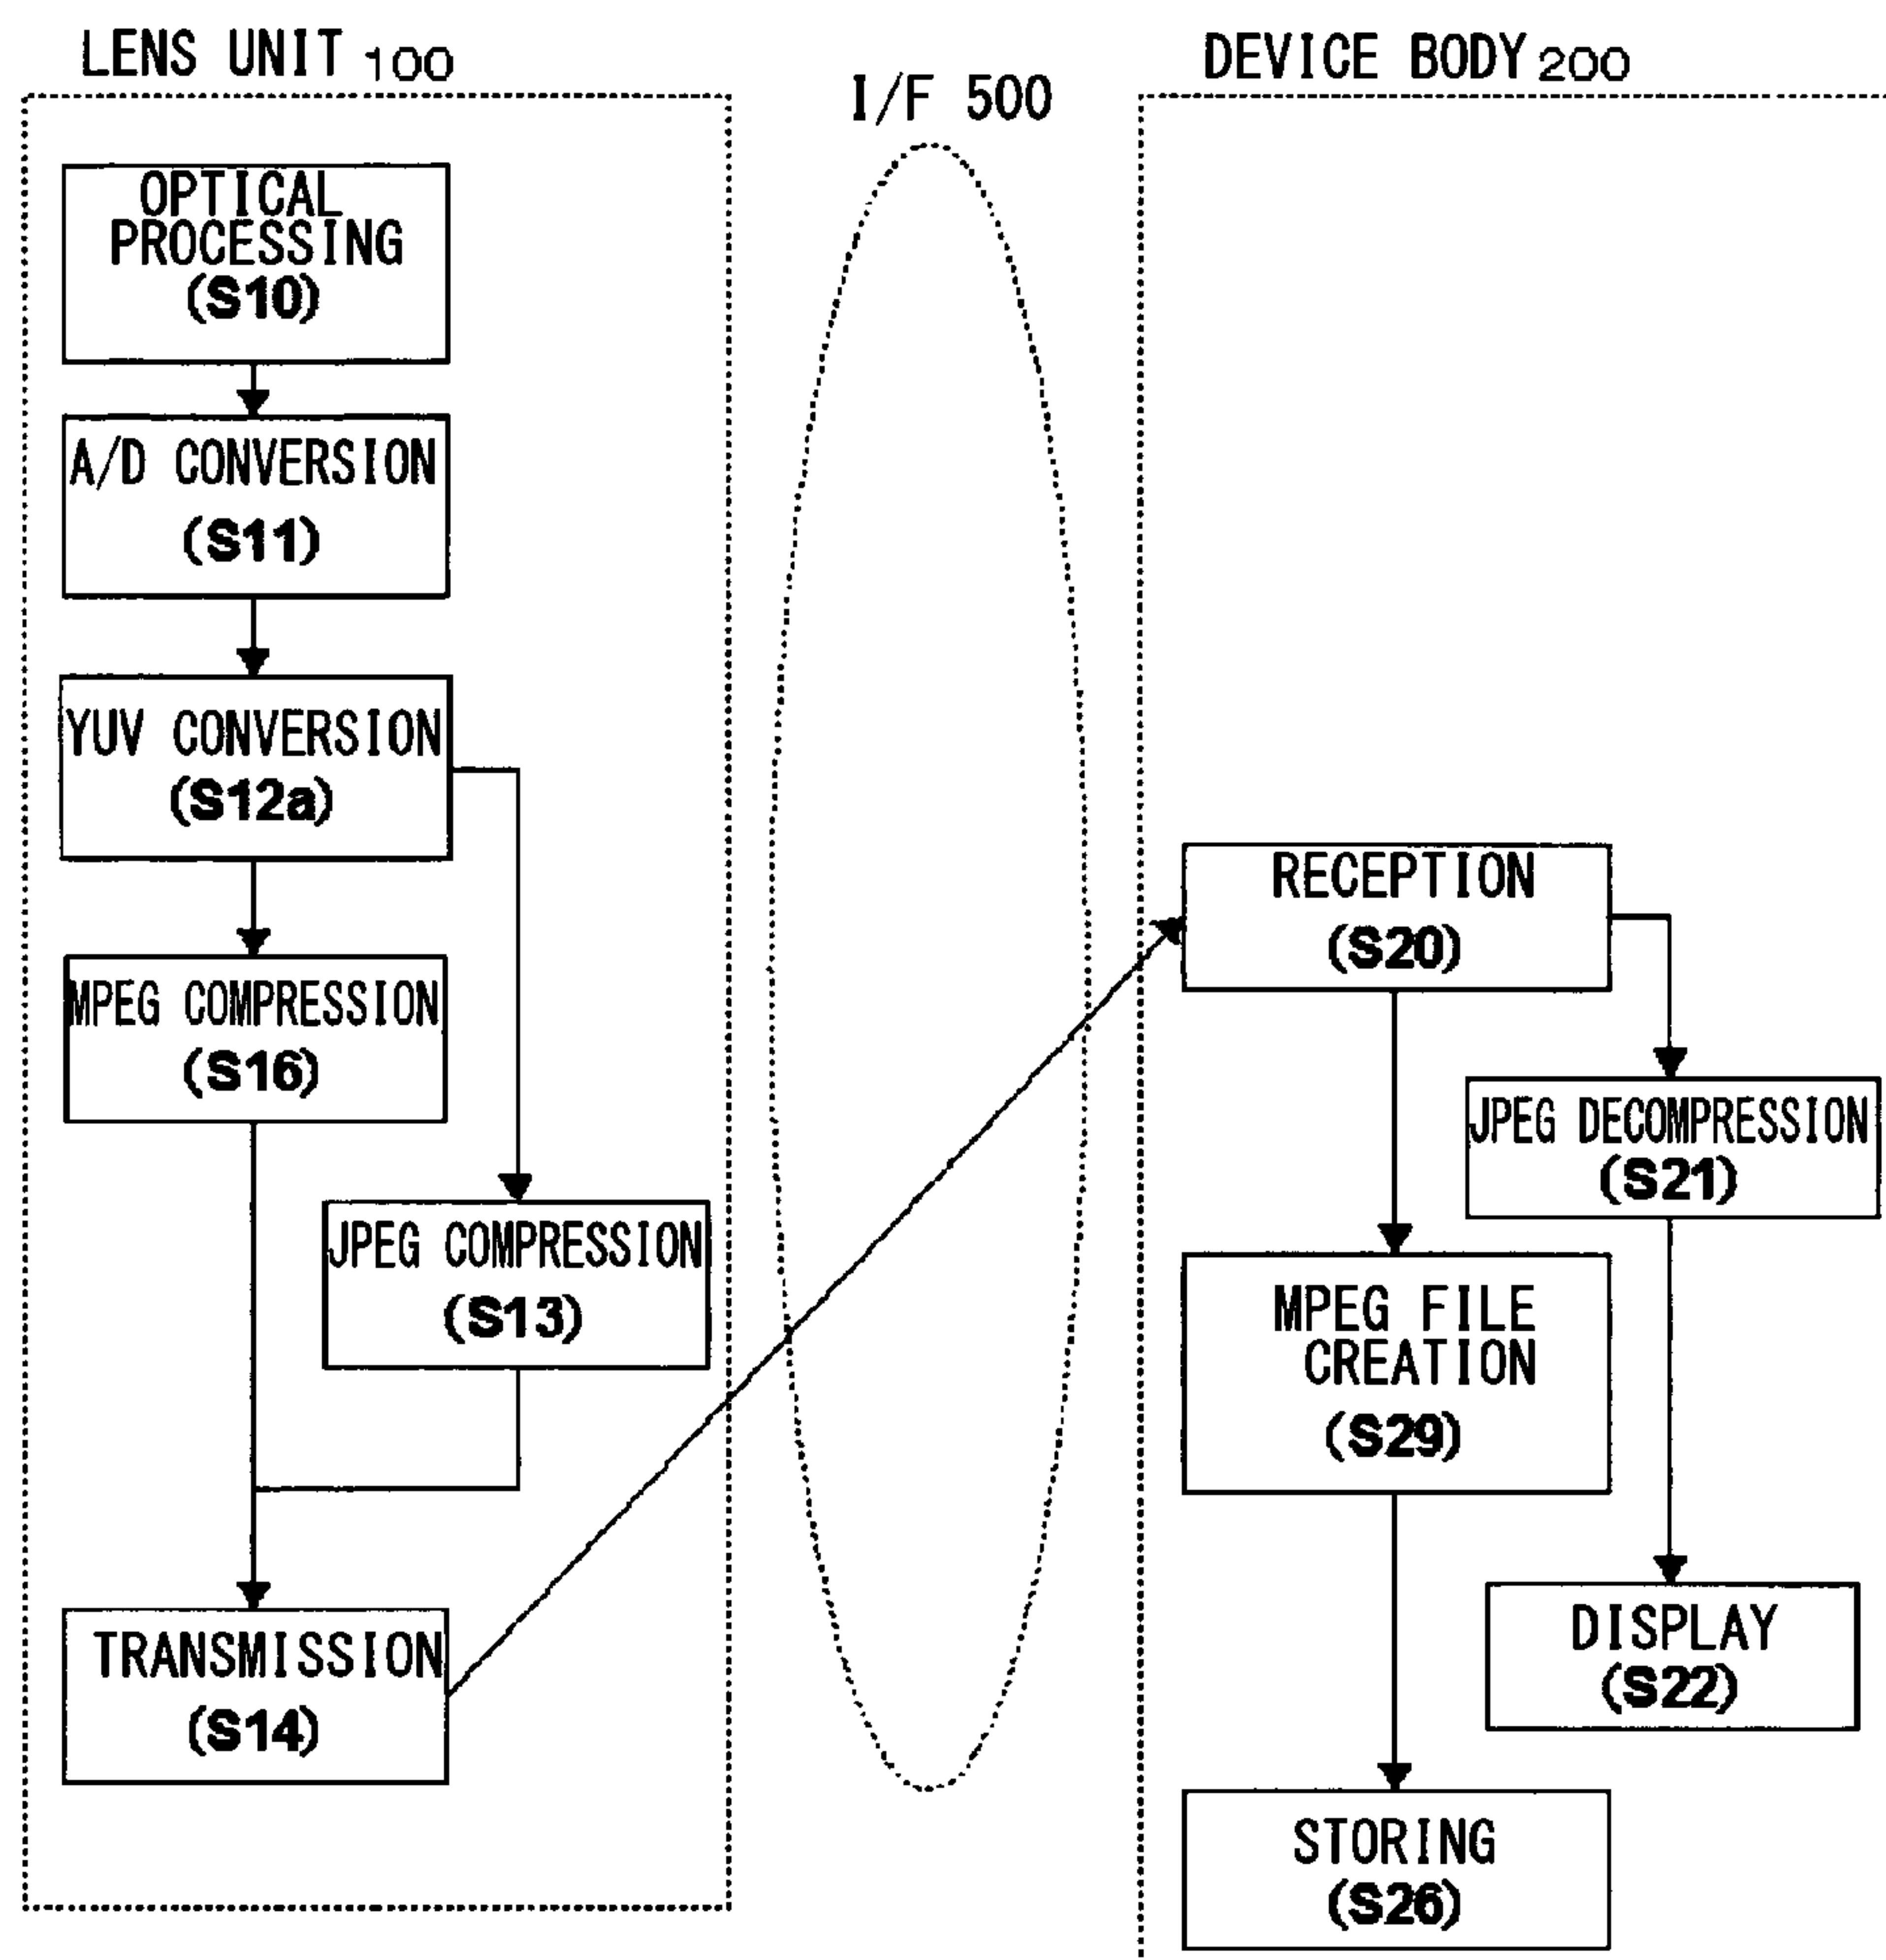 LENS UNIT 100
OPTICAL
PROCESSING
(S10)
A/D CONVERSION
(S11)
YUV CONVERSION
(S12a)
MPEG COMPRESSION
(S16)
JPEG COMPRESSION
(S13)
TRANSMISSION
(S14)
I/F 500
DEVICE BODY 200
RECEPTION
(S20)
JPEG DECOMPRESSION
(S21)
MPEG FILE
CREATION
(S29)
DISPLAY
(S22)
STORING
(S26)